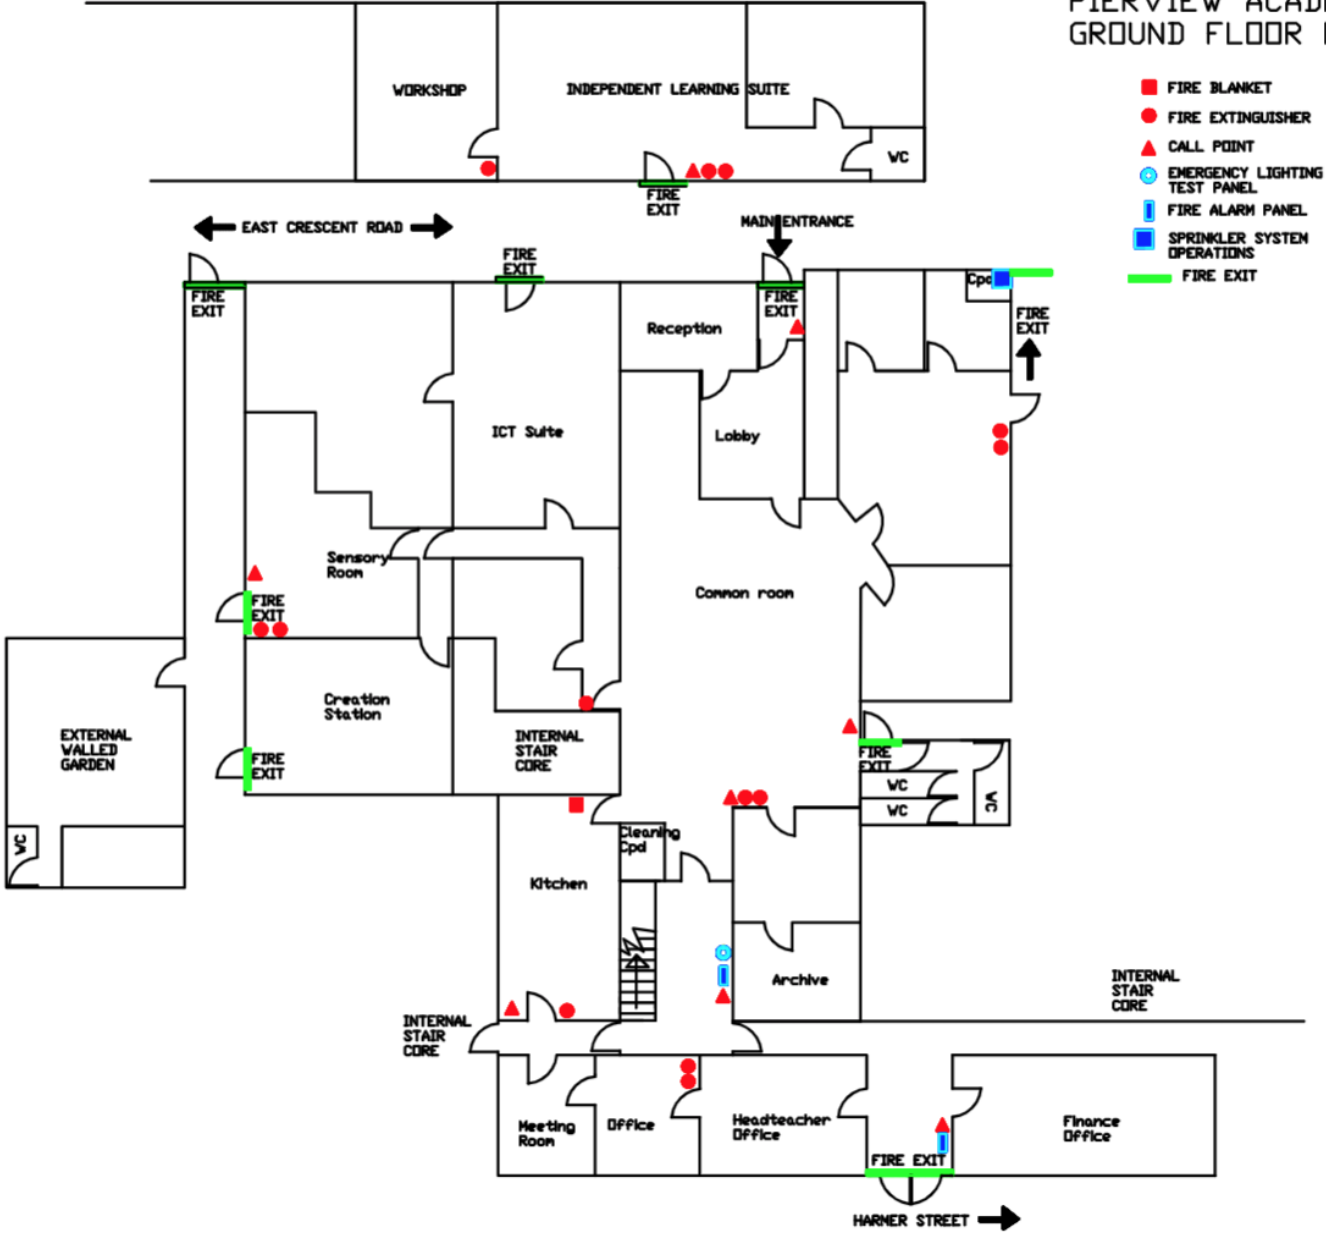 GROUND FLOOR
FIRE BLANKET
FIRE EXTINGUISHER
CALL POINT
EMERGENCY LIGHTING
TEST PANEL
FIRE ALARM PANEL
SPRINKLER SYSTEM
OPERATIONS
FIRE EXIT
WORKSHOP
INDEPENDENT LEARNING SUITE
WC
FIRE
EXIT
EAST CRESCENT ROAD
MAIN ENTRANCE
FIRE
EXIT
FIRE
EXIT
FIRE
EXIT
Cpd
FIRE
EXIT
Reception
ICT Suite
Lobby
Sensory
Room
Common room
FIRE
EXIT
Creation
Station
EXTERNAL
WALLED
GARDEN
INTERNAL
STAIR
CORE
FIRE
EXIT
FIRE
EXIT
WC
WC
WC
WC
Cleaning
Cpd
Kitchen
Archive
INTERNAL
STAIR
CORE
INTERNAL
STAIR
CORE
Meeting
Room
Office
Headteacher
Office
Finance
Office
FIRE EXIT
HARMER STREET